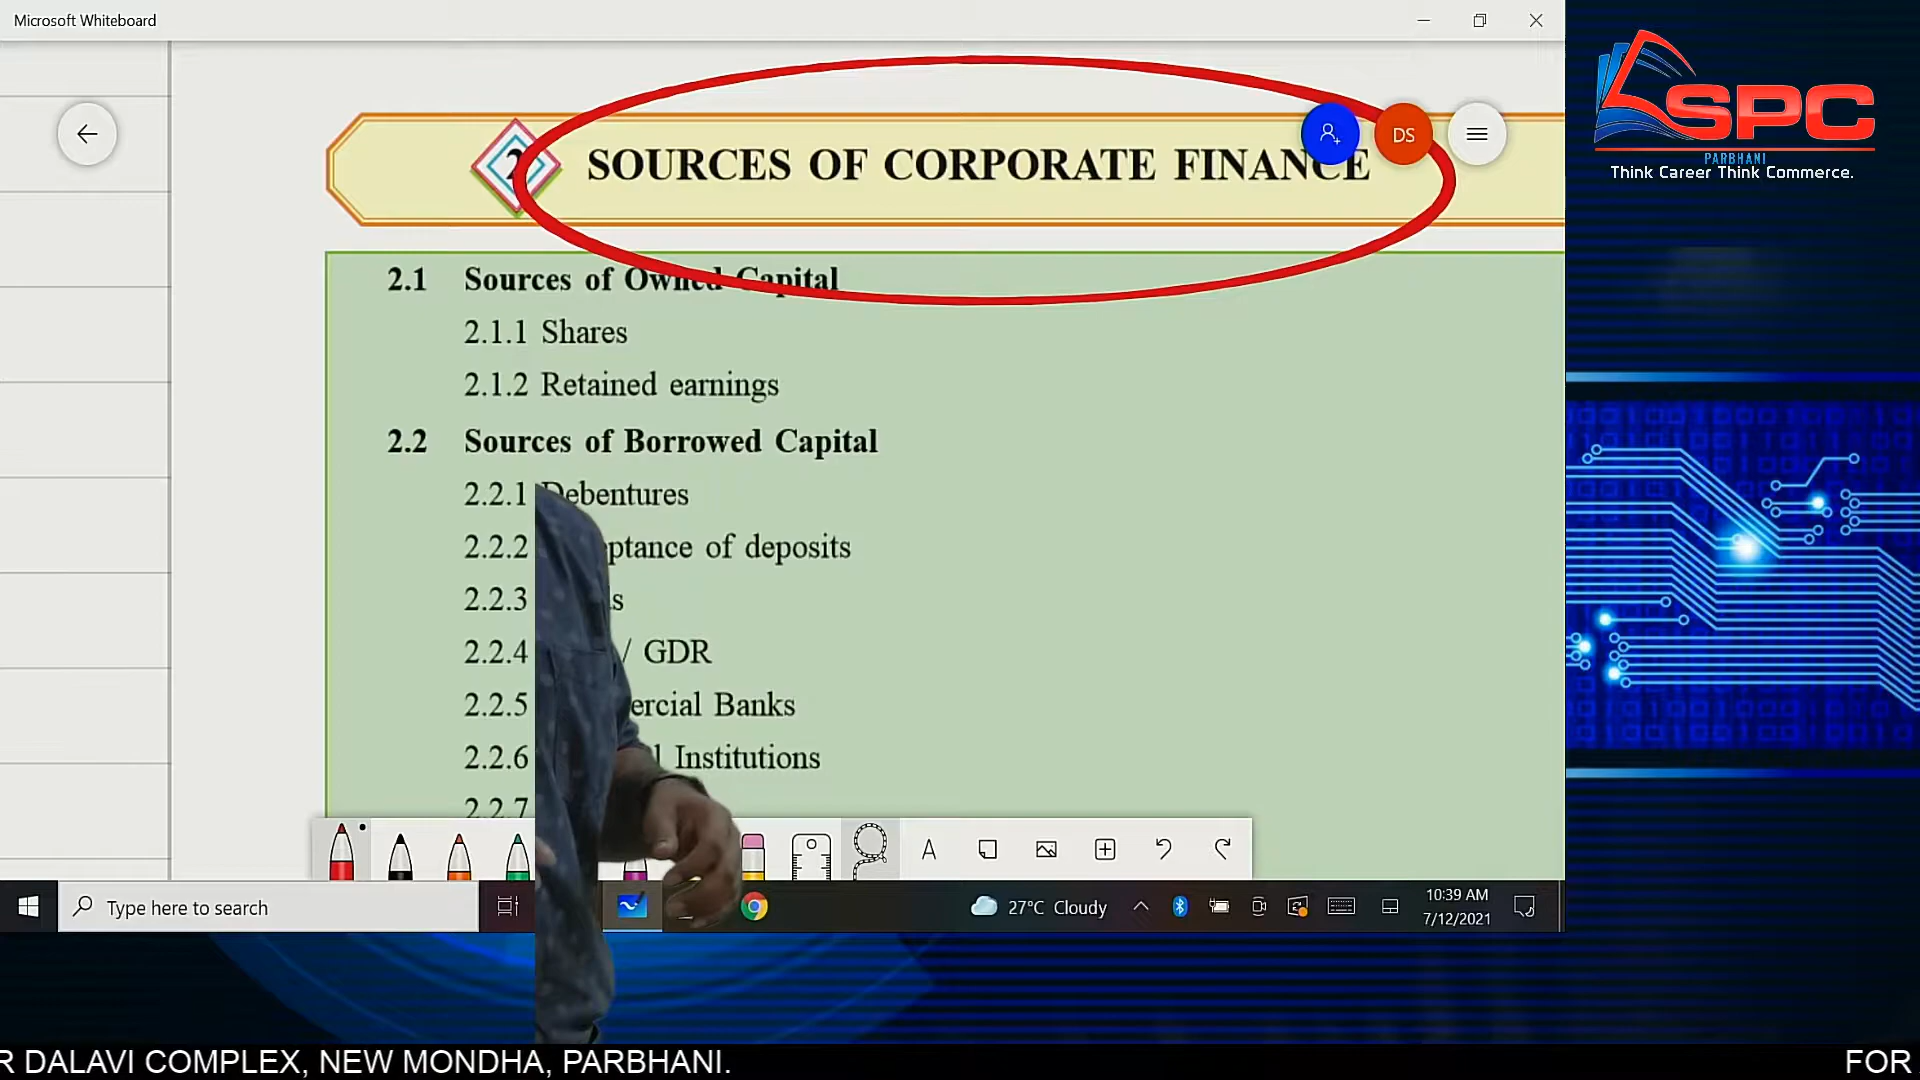 Microsoft Whiteboard
SPC
PARBHANI
Think Career Think Commerce.
DS
2 SOURCES OF CORPORATE FINANCE
2.1 Sources of Owned Capital
2.1.1 Shares
2.1.2 Retained earnings
2.2 Sources of Borrowed Capital
2.2.1 Debentures
2.2.2 eptance of deposits
2.2.3 s
2.2.4 / GDR
2.2.5 ercial Banks
2.2.6 l Institutions
2.2.7
A
Type here to search
27°C Cloudy
10:39 AM
7/12/2021
R DALAVI COMPLEX, NEW MONDHA, PARBHANI.
FOR